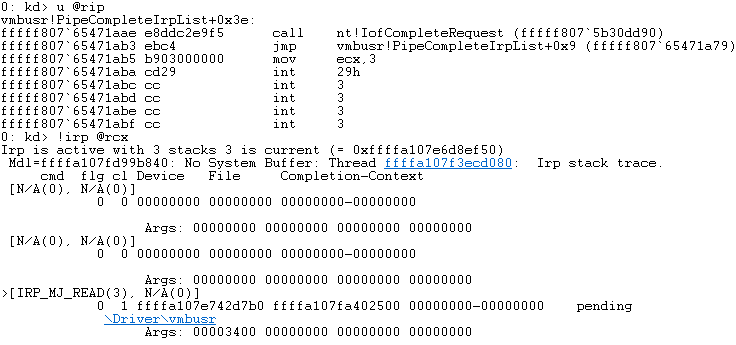 0: kd> u @rip
vmbusr!PipeCompleteIrpList+0x3e:
fffff807`65471aae e8ddc2e9f5      call    nt!IofCompleteRequest (fffff807`5b30dd90)
fffff807`65471ab3 ebc4            jmp     vmbusr!PipeCompleteIrpList+0x9 (fffff807`65471a79)
fffff807`65471ab5 b903000000      mov     ecx,3
fffff807`65471aba cd29            int     29h
fffff807`65471abc cc              int     3
fffff807`65471abd cc              int     3
fffff807`65471abe cc              int     3
fffff807`65471abf cc              int     3
0: kd> !irp @rcx
Irp is active with 3 stacks 3 is current (= 0xffffa107e6d8ef50)
 Mdl=ffffa107fd99b840: No System Buffer: Thread ffffa107f3ecd080:  Irp stack trace.
     cmd  flg cl Device   File     Completion-Context
 [N/A(0), N/A(0)]
            0  0 00000000 00000000 00000000-00000000
			Args: 00000000 00000000 00000000 00000000
 [N/A(0), N/A(0)]
            0  0 00000000 00000000 00000000-00000000
			Args: 00000000 00000000 00000000 00000000
>[IRP_MJ_READ(3), N/A(0)]
            0  1 ffffa107e742d7b0 ffffa107fa402500 00000000-00000000    pending
	       \Driver\vmbusr
			Args: 00003400 00000000 00000000 00000000